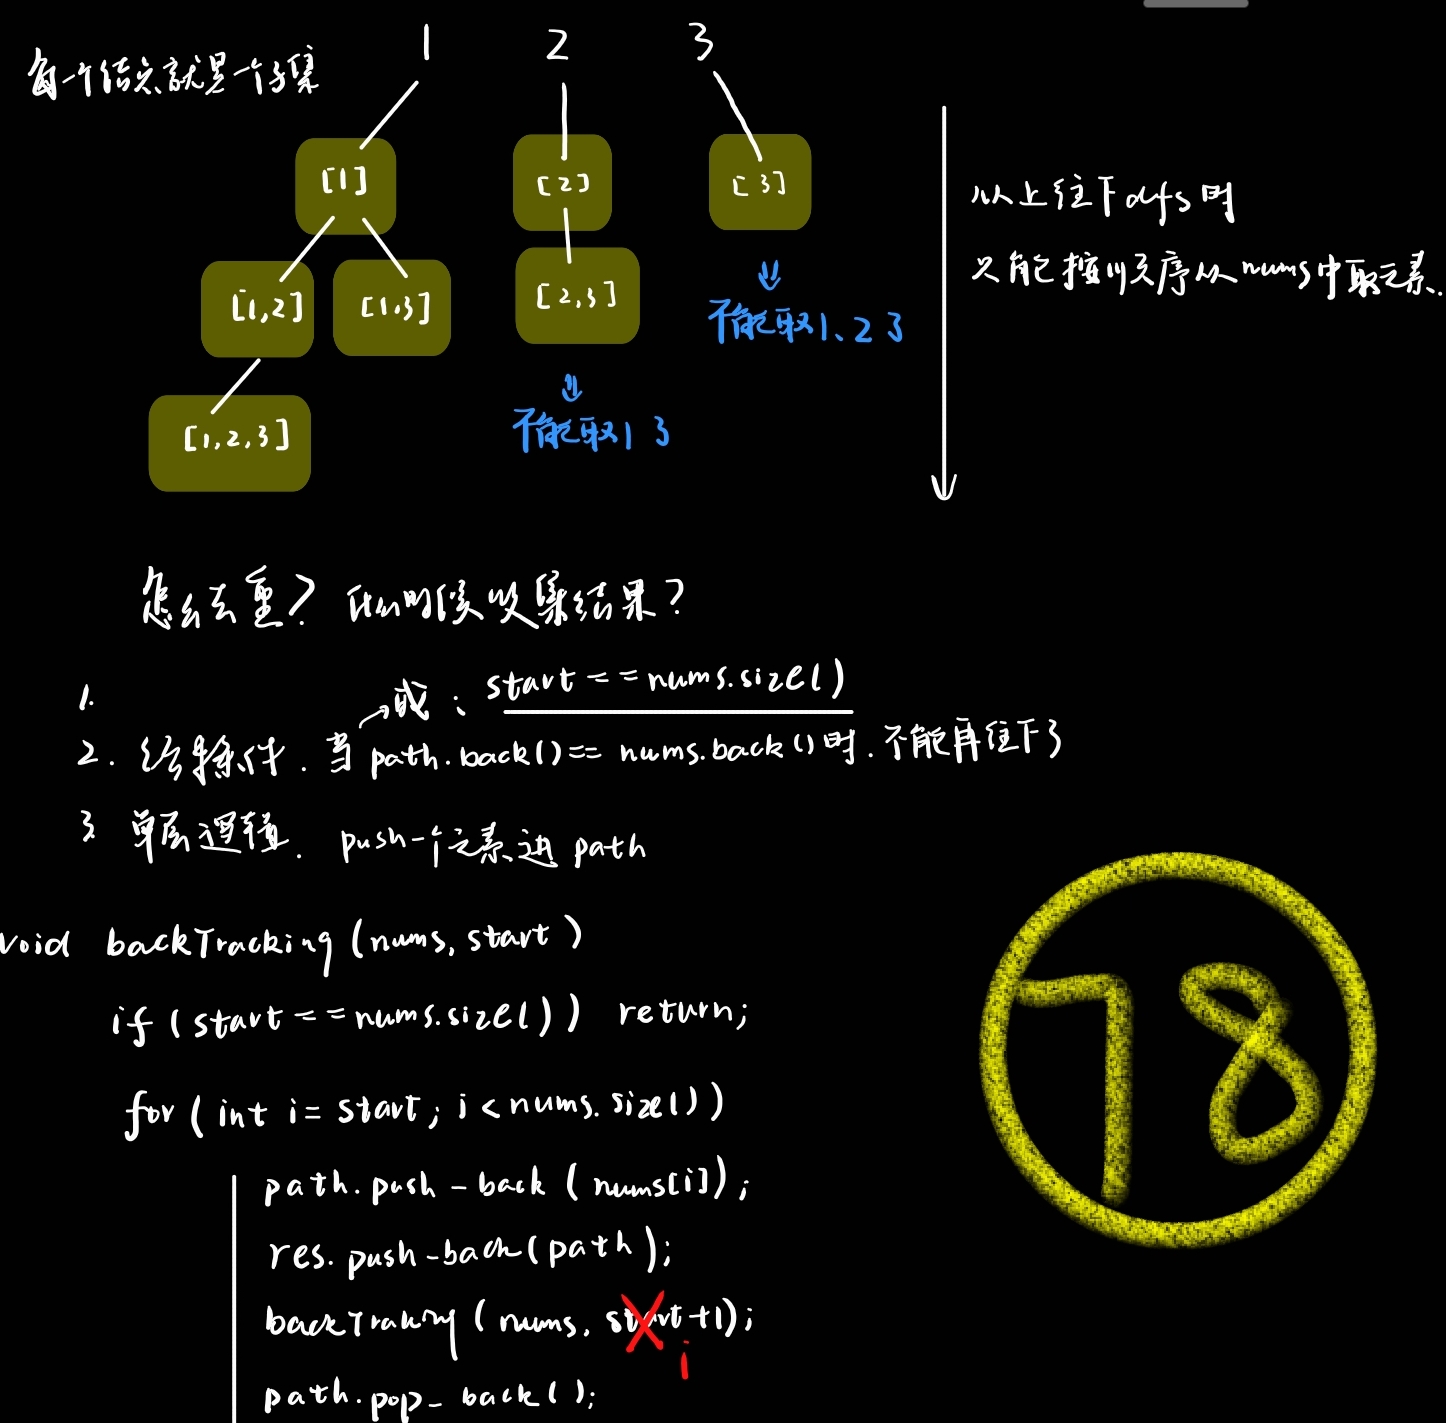 1 2 3
每一个结点就是一个子集
[1] [2] [3]
从上往下dfs时
只能按顺序从nums中取元素.
[1,2] [1,3] [2,3]
不能取1、2 了
不能取1 了
[1,2,3]
怎么去重? 什么时候收集结果?
1.
→或: start == nums.size()
2. 终条件. 当 path.back() == nums.back()时. 不能再往下了
3. 单层逻辑. push一个元素进 path
void backTracking (nums, start )
if (start == nums.size()) return;
for ( int i = start; i < nums.size())
path.push-back (nums[i]);
res.push-back(path);
backTracking ( nums, start+1);
i
path.pop-back();
78